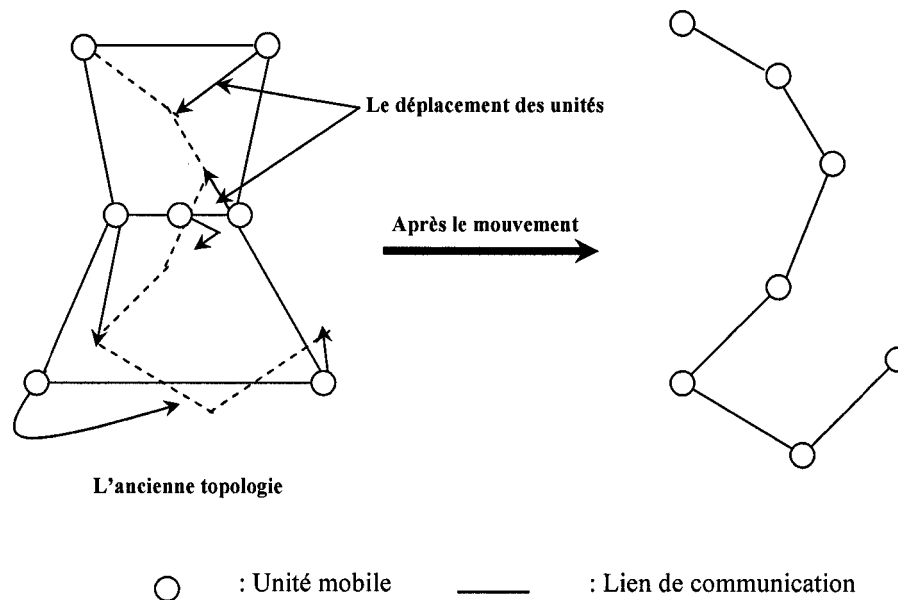 Le déplacement des unités
Après le mouvement
L'ancienne topologie
: Unité mobile
: Lien de communication